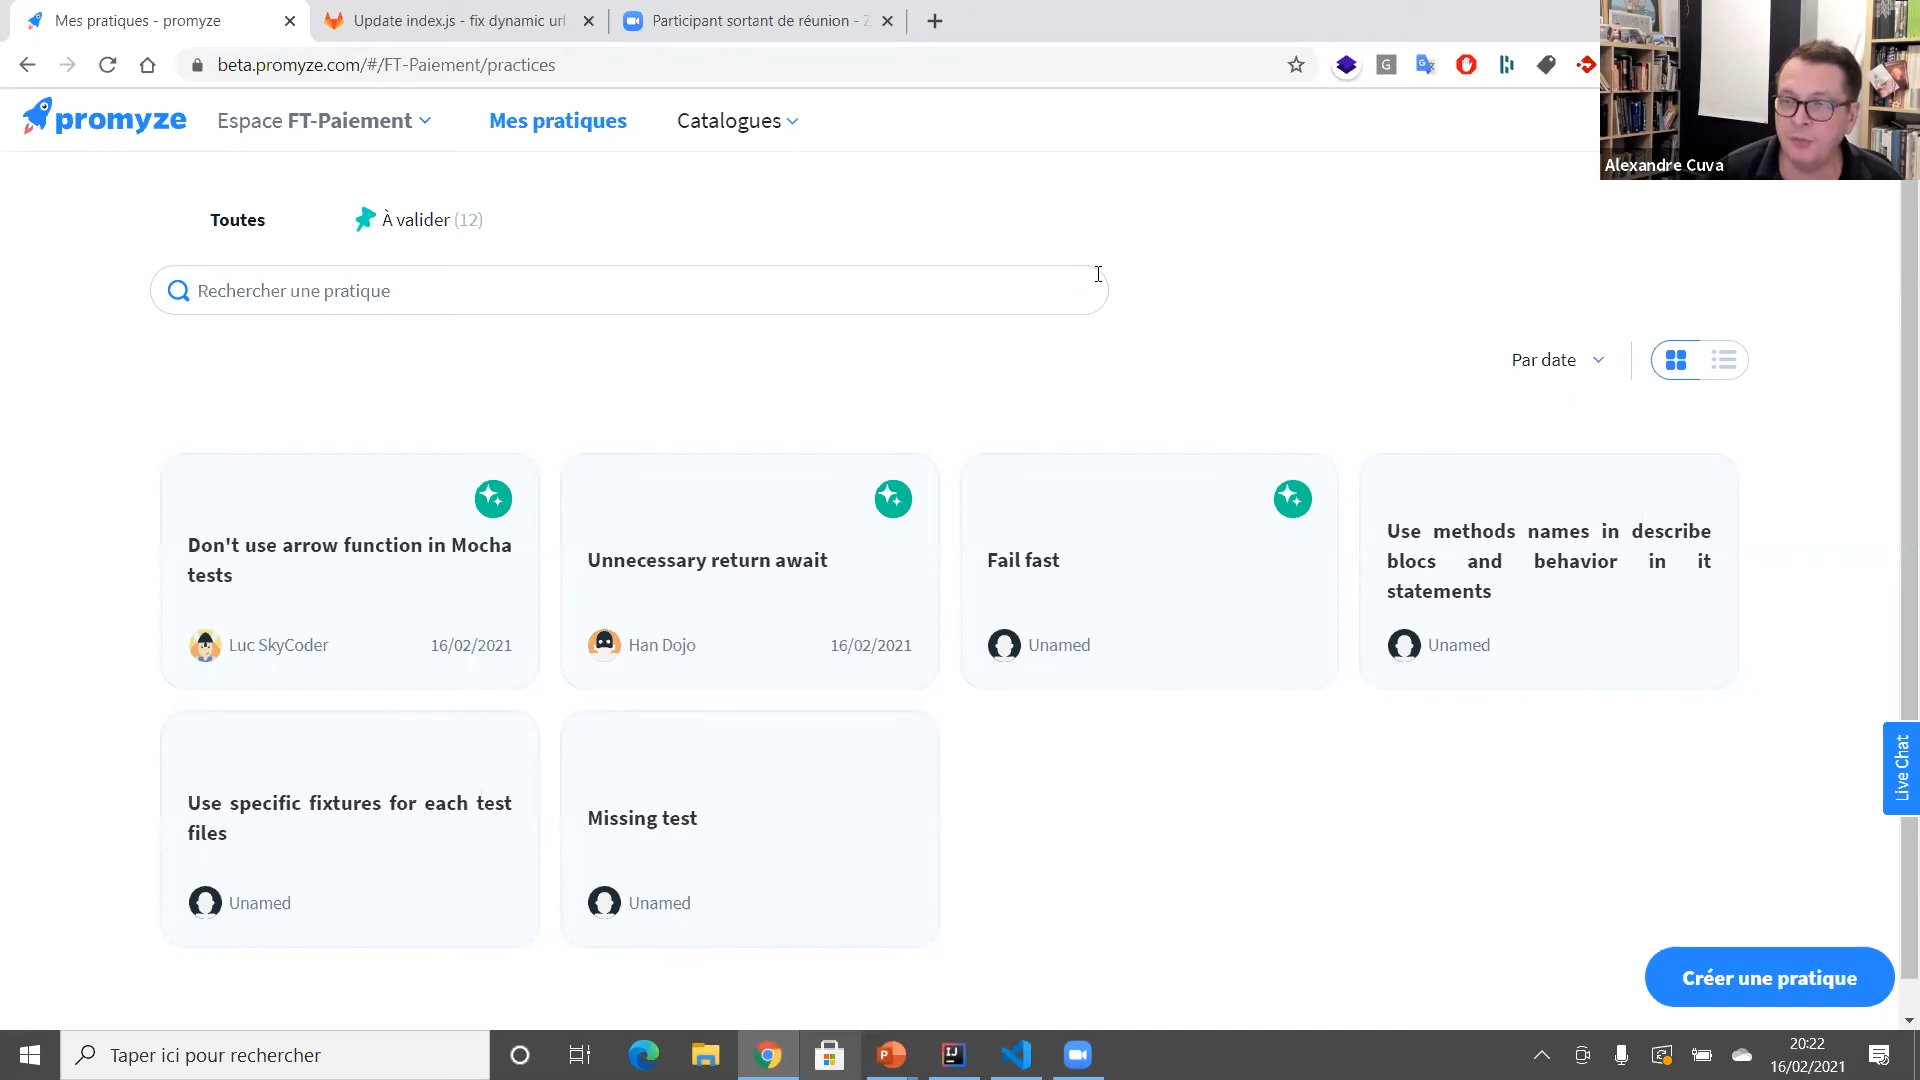 Mes pratiques - promyze
Update index.js - fix dynamic url
Participant sortant de réunion - Z
beta.promyze.com/#/FT-Paiement/practices
promyze
Espace FT-Paiement
Mes pratiques
Catalogues
Alexandre Cuva
Toutes
À valider (12)
Rechercher une pratique
Par date
Don't use arrow function in Mocha
tests
Luc SkyCoder
16/02/2021
Unnecessary return await
Han Dojo
16/02/2021
Fail fast
Unamed
Use methods names in describe
blocs and behavior in it
statements
Unamed
Use specific fixtures for each test
files
Unamed
Missing test
Unamed
Live Chat
Créer une pratique
Taper ici pour rechercher
20:22
16/02/2021